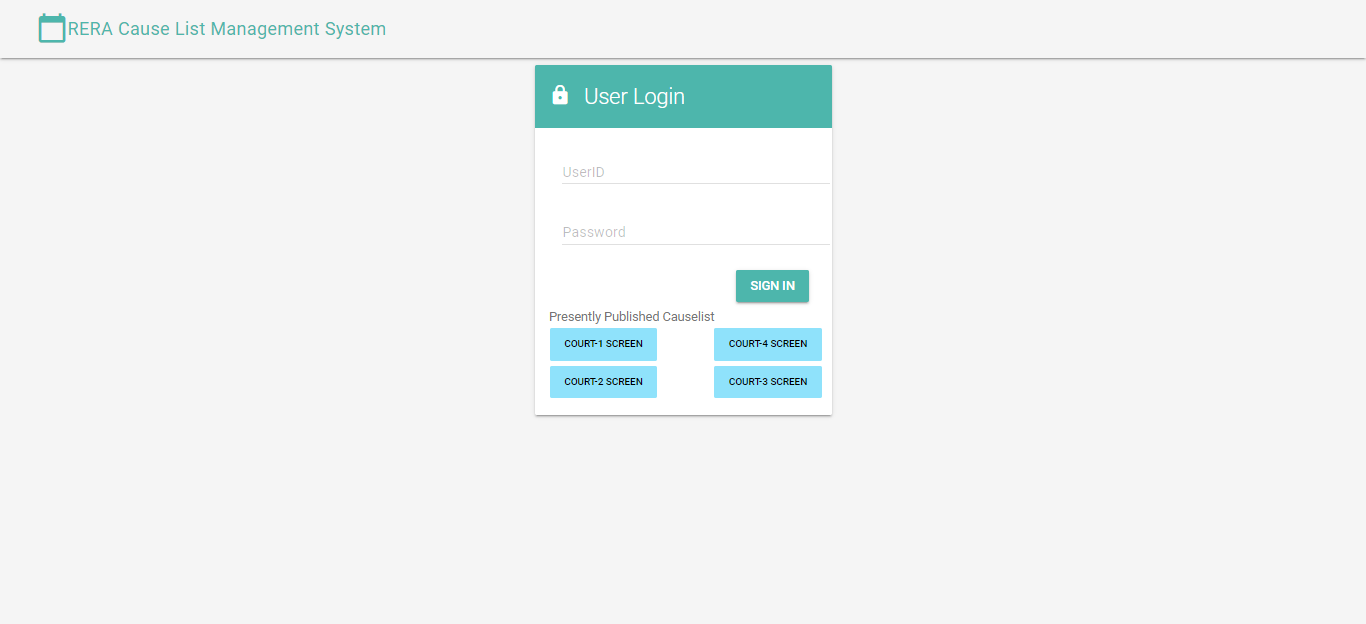 RERA Cause List Management System
User Login
UserID
Password
SIGN IN
Presently Published Causelist
COURT-1 SCREEN
COURT-4 SCREEN
COURT-2 SCREEN
COURT-3 SCREEN